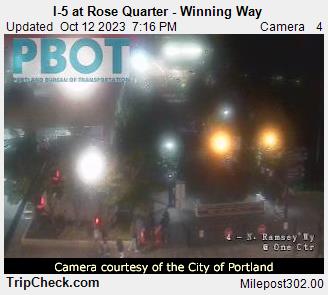 I-5 at Rose Quarter - Winning Way
Updated Oct 12 2023 7:16 PM Camera 4
PBOT
PORTLAND BUREAU OF TRANSPORTATION
4 - N. Ramsey Wy
@ One Ctr
Camera courtesy of the City of Portland
TripCheck.com Milepost302.00